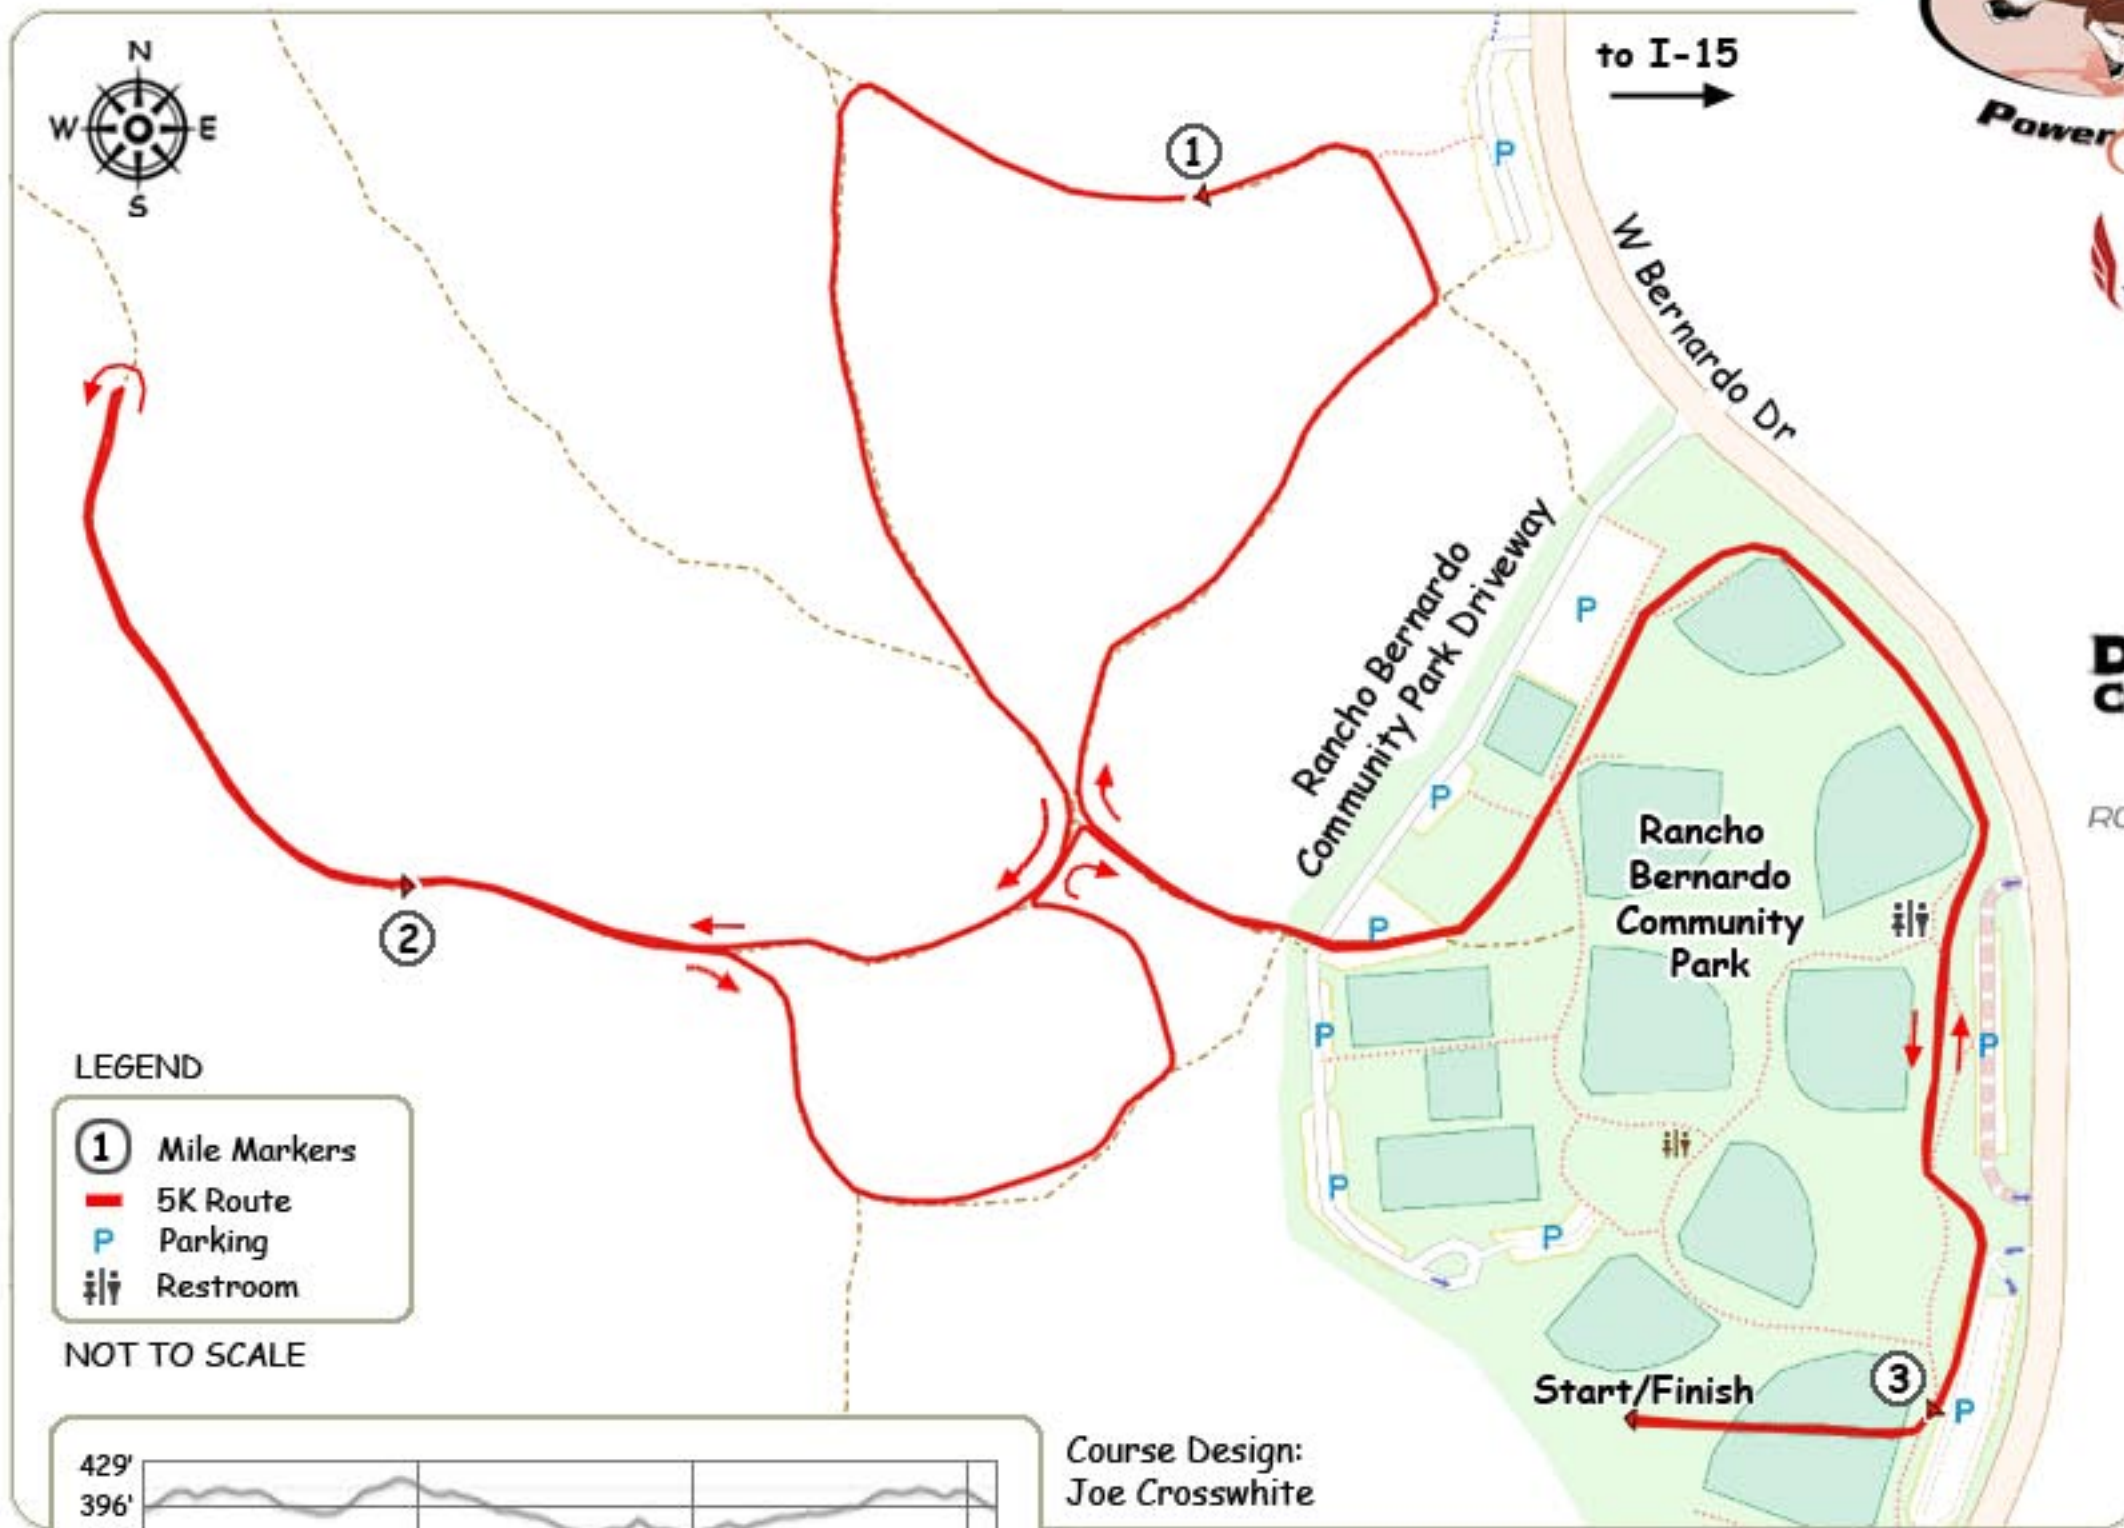 N
W E
S
to I-15
Power
1
W Bernardo Dr
P
Rancho Bernardo
Community Park Driveway
P
P
P
Rancho
Bernardo
Community
Park
2
P
P
P
P
LEGEND
1 Mile Markers
5K Route
P Parking
Restroom
NOT TO SCALE
Start/Finish
3
P
429'
396'
Course Design:
Joe Crosswhite